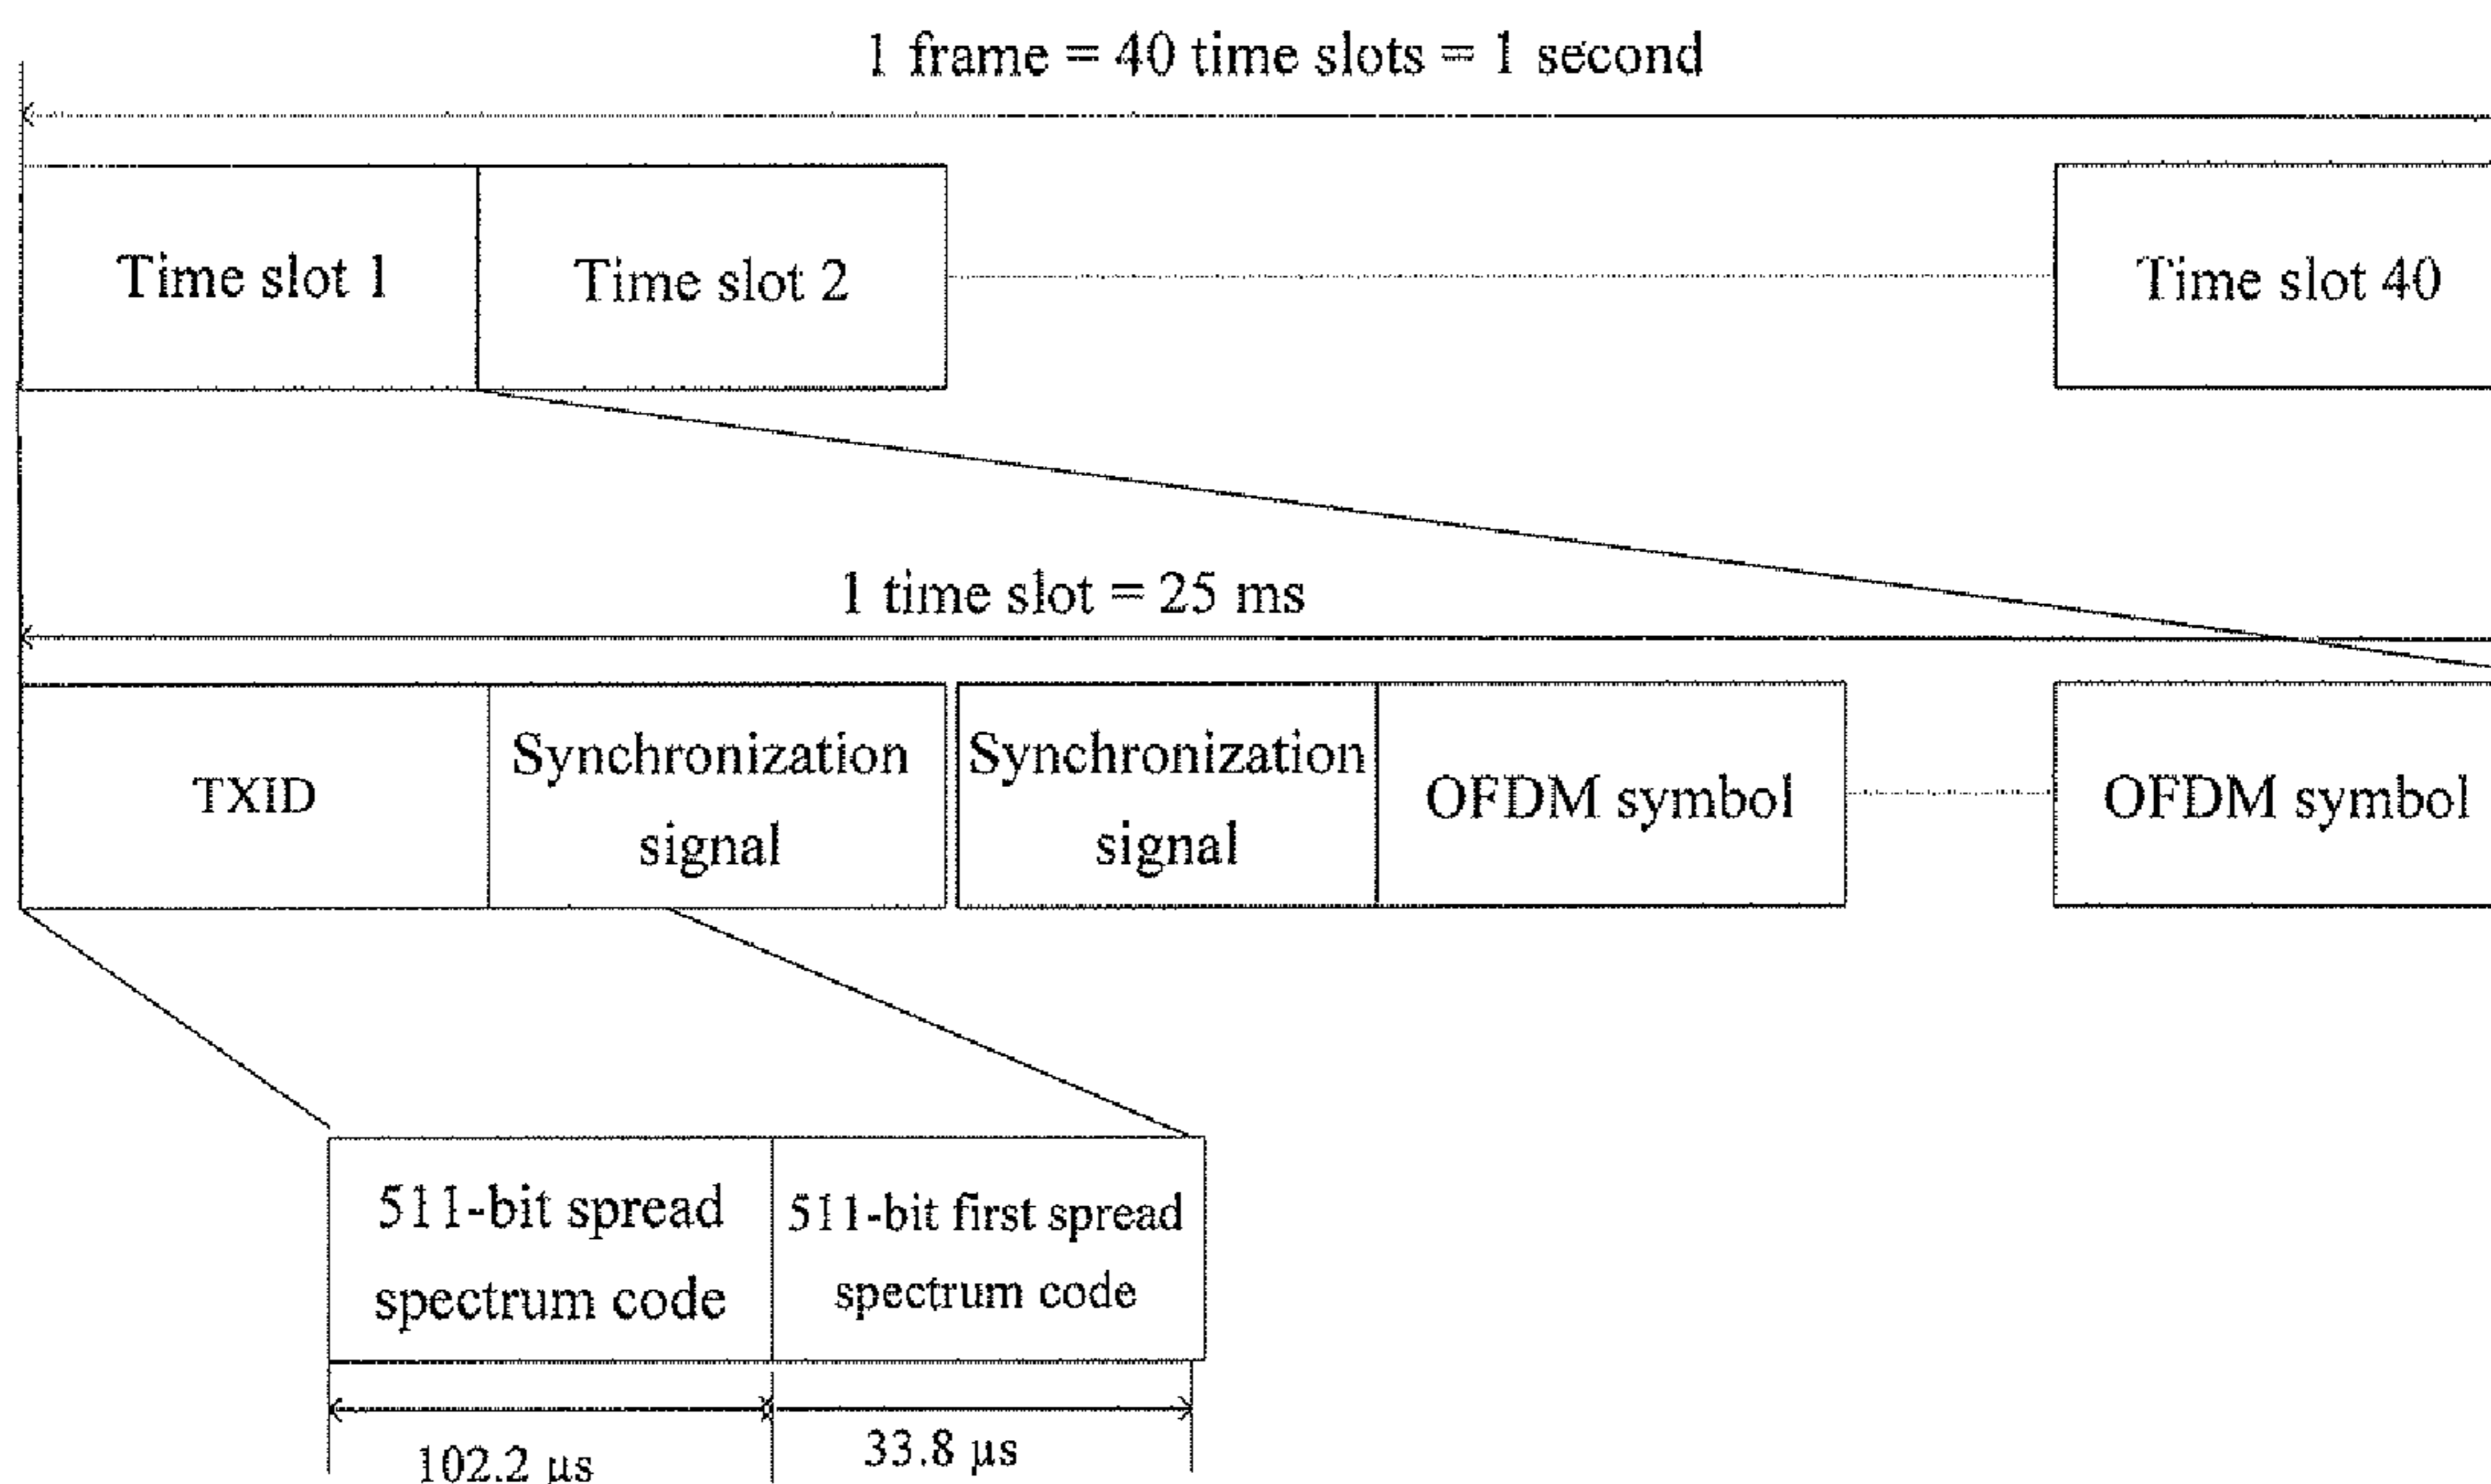 1 frame = 40 time slots = 1 second
Time slot 1
Time slot 2
Time slot 40
1 time slot = 25 ms
TXID
Synchronization
signal
Synchronization
signal
OFDM symbol
OFDM symbol
511-bit spread
spectrum code
511-bit first spread
spectrum code
102.2 μs
33.8 μs